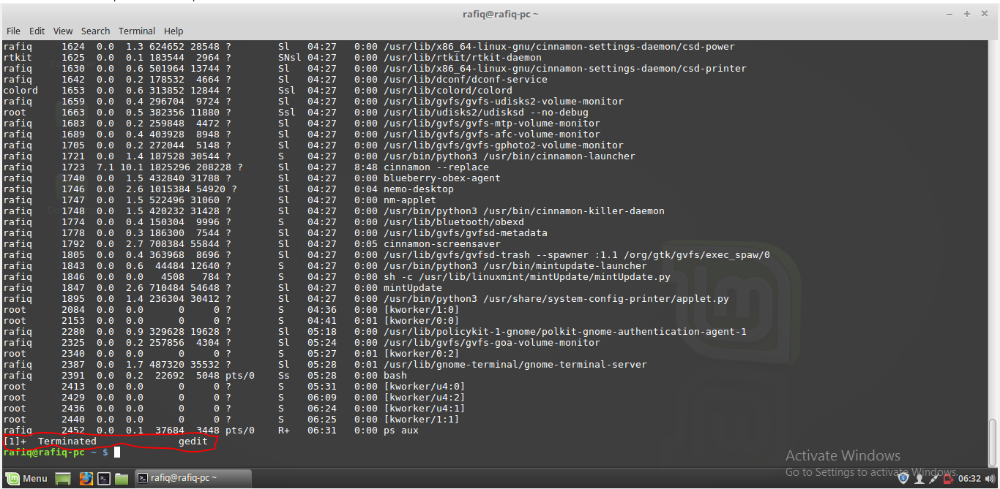 rafiq@rafiq-pc ~
File Edit View Search Terminal Help
rafiq 1624 0.0 1.3 624652 28548 ? Sl 04:27 0:00 /usr/lib/x86_64-linux-gnu/cinnamon-settings-daemon/csd-power
rtkit 1625 0.0 0.1 183544 2964 ? SNsl 04:27 0:00 /usr/lib/rtkit/rtkit-daemon
rafiq 1630 0.0 0.6 501964 13744 ? Sl 04:27 0:00 /usr/lib/x86_64-linux-gnu/cinnamon-settings-daemon/csd-printer
rafiq 1642 0.0 0.2 178532 4664 ? Sl 04:27 0:00 /usr/lib/dconf/dconf-service
colord 1653 0.0 0.6 313852 12844 ? Ssl 04:27 0:00 /usr/lib/colord/colord
rafiq 1659 0.0 0.4 296704 9724 ? Sl 04:27 0:00 /usr/lib/gvfs/gvfs-udisks2-volume-monitor
root 1663 0.0 0.5 382356 11880 ? Ssl 04:27 0:00 /usr/lib/udisks2/udisksd --no-debug
rafiq 1683 0.0 0.2 259848 4472 ? Sl 04:27 0:00 /usr/lib/gvfs/gvfs-mtp-volume-monitor
rafiq 1689 0.0 0.4 403928 8948 ? Sl 04:27 0:00 /usr/lib/gvfs/gvfs-afc-volume-monitor
rafiq 1705 0.0 0.2 272044 5148 ? Sl 04:27 0:00 /usr/lib/gvfs/gvfs-gphoto2-volume-monitor
rafiq 1721 0.0 1.4 187528 30544 ? S 04:27 0:00 /usr/bin/python3 /usr/bin/cinnamon-launcher
rafiq 1723 7.1 10.1 1825296 208228 ? Sl 04:27 8:48 cinnamon --replace
rafiq 1740 0.0 1.5 432840 31788 ? Sl 04:27 0:00 blueberry-obex-agent
rafiq 1746 0.0 2.6 1015384 54920 ? Sl 04:27 0:04 nemo-desktop
rafiq 1747 0.0 1.5 522496 31060 ? Sl 04:27 0:00 nm-applet
rafiq 1748 0.0 1.5 420232 31428 ? Sl 04:27 0:00 /usr/bin/python3 /usr/bin/cinnamon-killer-daemon
rafiq 1774 0.0 0.4 150304 9996 ? S 04:27 0:00 /usr/lib/bluetooth/obexd
rafiq 1778 0.0 0.3 186300 7544 ? Sl 04:27 0:00 /usr/lib/gvfs/gvfsd-metadata
rafiq 1792 0.0 2.7 708384 55844 ? Sl 04:27 0:05 cinnamon-screensaver
rafiq 1805 0.0 0.4 363968 8696 ? Sl 04:27 0:00 /usr/lib/gvfs/gvfsd-trash --spawner :1.1 /org/gtk/gvfs/exec_spaw/0
rafiq 1843 0.0 0.6 44484 12640 ? S 04:27 0:00 /usr/bin/python3 /usr/bin/mintupdate-launcher
rafiq 1846 0.0 0.0 4508 784 ? S 04:27 0:00 sh -c /usr/lib/linuxmint/mintUpdate/mintUpdate.py
rafiq 1847 0.0 2.6 710484 54648 ? Sl 04:27 0:00 mintUpdate
rafiq 1895 0.0 1.4 236304 30412 ? Sl 04:27 0:00 /usr/bin/python3 /usr/share/system-config-printer/applet.py
root 2084 0.0 0.0 0 0 ? S 04:36 0:00 [kworker/1:0]
root 2153 0.0 0.0 0 0 ? S 04:41 0:01 [kworker/0:0]
rafiq 2280 0.0 0.9 329628 19628 ? Sl 05:18 0:00 /usr/lib/policykit-1-gnome/polkit-gnome-authentication-agent-1
rafiq 2325 0.0 0.2 257856 4304 ? Sl 05:24 0:00 /usr/lib/gvfs/gvfs-goa-volume-monitor
root 2340 0.0 0.0 0 0 ? S 05:27 0:01 [kworker/0:2]
rafiq 2387 0.0 1.7 487320 35532 ? Sl 05:28 0:01 /usr/lib/gnome-terminal/gnome-terminal-server
rafiq 2391 0.0 0.2 22692 5048 pts/0 Ss 05:28 0:00 bash
root 2413 0.0 0.0 0 0 ? S 05:31 0:00 [kworker/u4:0]
root 2429 0.0 0.0 0 0 ? S 06:09 0:00 [kworker/u4:2]
root 2436 0.0 0.0 0 0 ? S 06:24 0:00 [kworker/u4:1]
root 2440 0.0 0.0 0 0 ? S 06:25 0:00 [kworker/1:1]
rafiq 2452 0.0 0.1 37684 3448 pts/0 R+ 06:31 0:00 ps aux
[1]+ Terminated gedit
rafiq@rafiq-pc ~ $
Activate Windows
Go to Settings to activate Windows.
Menu rafiq@rafiq-pc ~ 06:32